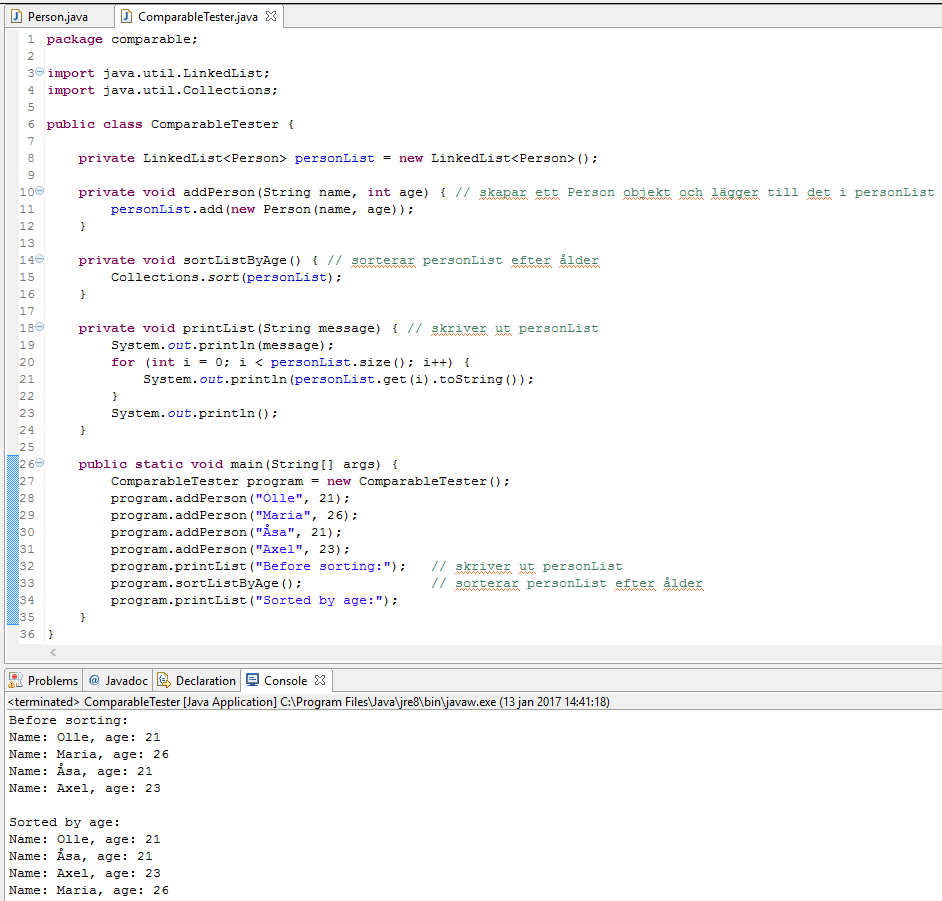 Person.java ComparableTester.java
1 package comparable;
2
3 import java.util.LinkedList;
4 import java.util.Collections;
5
6 public class ComparableTester {
7
8     private LinkedList<Person> personList = new LinkedList<Person>();
9
10     private void addPerson(String name, int age) { // skapar ett Person objekt och lägger till det i personList
11         personList.add(new Person(name, age));
12     }
13
14     private void sortListByAge() { // sorterar personList efter ålder
15         Collections.sort(personList);
16     }
17
18     private void printList(String message) { // skriver ut personList
19         System.out.println(message);
20         for (int i = 0; i < personList.size(); i++) {
21             System.out.println(personList.get(i).toString());
22         }
23         System.out.println();
24     }
25
26     public static void main(String[] args) {
27         ComparableTester program = new ComparableTester();
28         program.addPerson("Olle", 21);
29         program.addPerson("Maria", 26);
30         program.addPerson("Åsa", 21);
31         program.addPerson("Axel", 23);
32         program.printList("Before sorting:");   // skriver ut personList
33         program.sortListByAge();                // sorterar personList efter ålder
34         program.printList("Sorted by age:");
35     }
36 }
Problems @ Javadoc Declaration Console
<terminated> ComparableTester [Java Application] C:\Program Files\Java\jre8\bin\javaw.exe (13 jan 2017 14:41:18)
Before sorting:
Name: Olle, age: 21
Name: Maria, age: 26
Name: Åsa, age: 21
Name: Axel, age: 23

Sorted by age:
Name: Olle, age: 21
Name: Åsa, age: 21
Name: Axel, age: 23
Name: Maria, age: 26